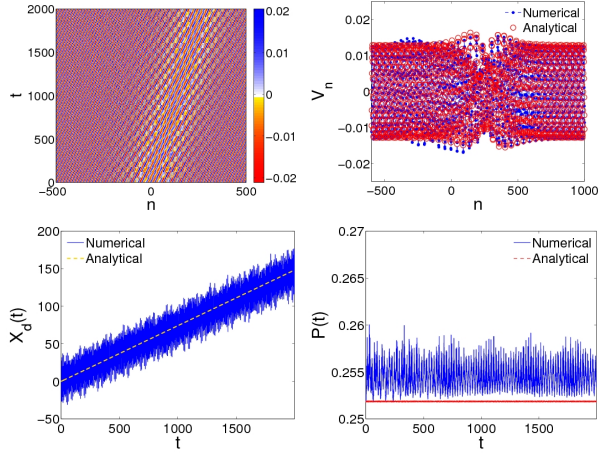 2000
1500
1000
500
0
t
−500
0
500
n
0.02
0.01
0
−0.01
−0.02
0.02
0.01
0
−0.01
−0.02
V_n
0
500
1000
n
Numerical
Analytical
200
150
100
50
0
−50
X_d(t)
0
500
1000
1500
t
Numerical
Analytical
0.27
0.265
0.26
0.255
0.25
P(t)
0
500
1000
1500
t
Numerical
Analytical